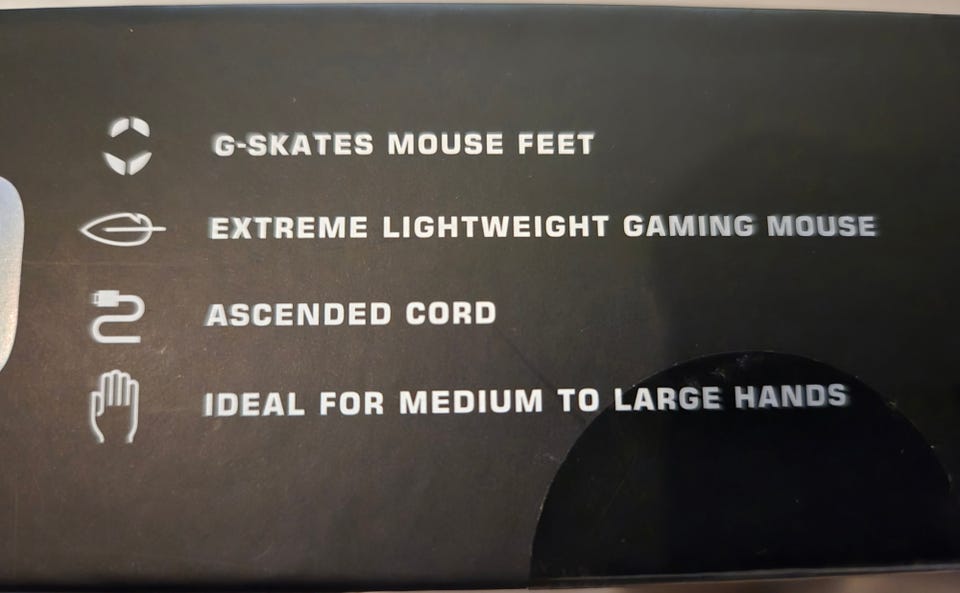 G-SKATES MOUSE FEET
EXTREME LIGHTWEIGHT GAMING MOUSE
ASCENDED CORD
IDEAL FOR MEDIUM TO LARGE HANDS